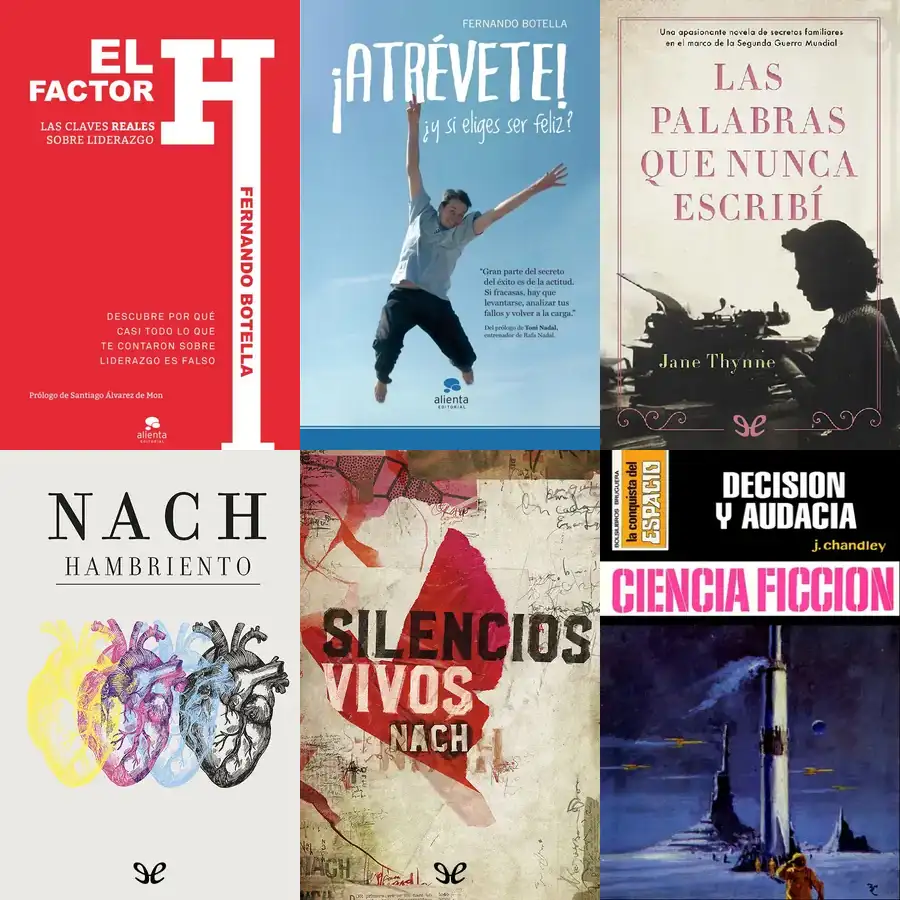 EL
FACTOR
H
LAS CLAVES REALES
SOBRE LIDERAZGO
FERNANDO BOTELLA
DESCUBRE POR QUÉ
CASI TODO LO QUE
TE CONTARON SOBRE
LIDERAZGO ES FALSO
Prólogo de Santiago Álvarez de Mon
alienta
EDITORIAL
FERNANDO BOTELLA
¡ATRÉVETE!
¿y si eliges ser feliz?
"Gran parte del secreto
del éxito es de la actitud.
Si fracasas, hay que
levantarse, analizar tus
fallos y volver a la carga."
Del prólogo de Toni Nadal,
entrenador de Rafa Nadal.
alienta
EDITORIAL
Una apasionante novela de secretos familiares
en el marco de la Segunda Guerra Mundial
LAS
PALABRAS
QUE NUNCA
ESCRIBÍ
Jane Thynne
NACH
HAMBRIENTO
SILENCIOS
VIVOS
NACH
NACH
BOLSILIBROS BRUGUERA
la conquista del
ESPACIO
DECISION
Y AUDACIA
j.chandley
CIENCIA FICCION